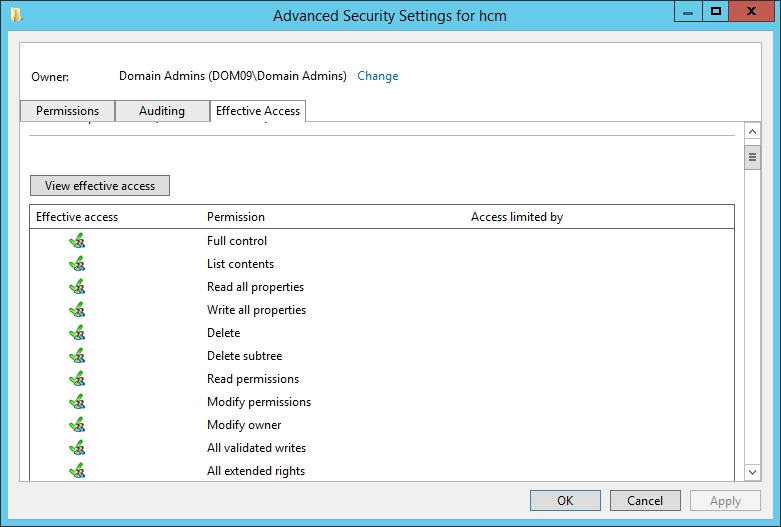 Advanced Security Settings for hcm
Owner: Domain Admins (DOM09\Domain Admins) Change
Permissions Auditing Effective Access
View effective access
Effective access Permission Access limited by
Full control
List contents
Read all properties
Write all properties
Delete
Delete subtree
Read permissions
Modify permissions
Modify owner
All validated writes
All extended rights
OK Cancel Apply